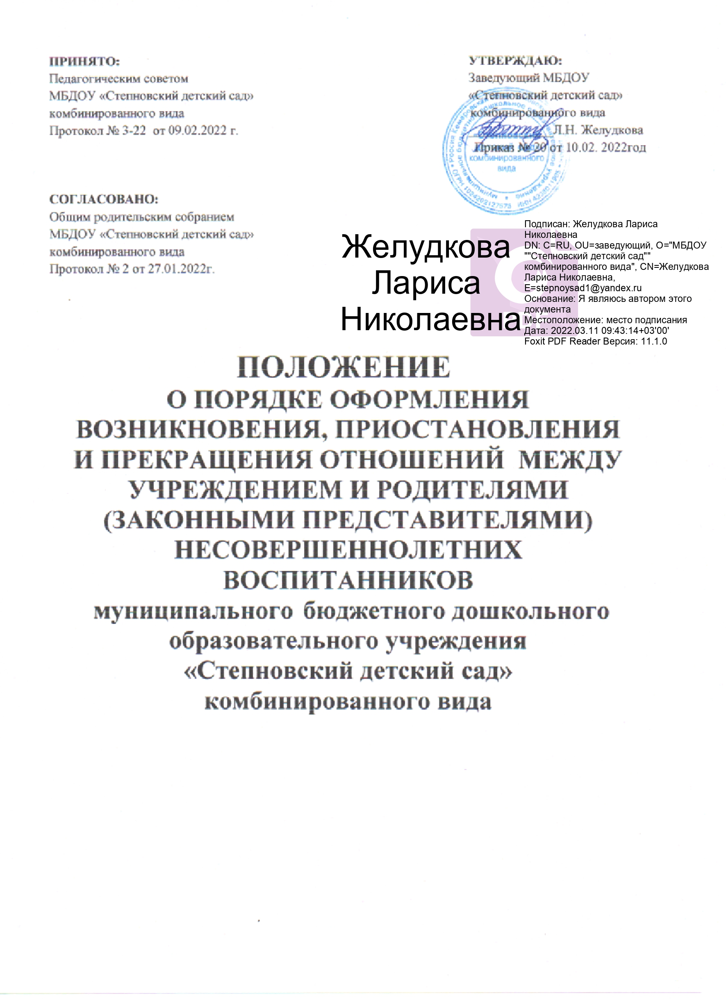 ПРИНЯТО:
Педагогическим советом
МБДОУ «Степновский детский сад»
комбинированного вида
Протокол № 3-22  от 09.02.2022 г.
УТВЕРЖДАЮ:
Заведующий МБДОУ
«Степновский детский сад»
комбинированного вида
Л.Н. Желудкова
Приказ № 20 от 10.02. 2022год
комбинированного
вида
СОГЛАСОВАНО:
Общим родительским собранием
МБДОУ «Степновский детский сад»
комбинированного вида
Протокол № 2 от 27.01.2022г.
Желудкова
Лариса
Николаевна
Подписан: Желудкова Лариса
Николаевна
DN: C=RU, OU=заведующий, O="МБДОУ
""Степновский детский сад""
комбинированного вида", CN=Желудкова
Лариса Николаевна,
E=stepnoysad1@yandex.ru
Основание: Я являюсь автором этого
документа
Местоположение: место подписания
Дата: 2022.03.11 09:43:14+03'00'
Foxit PDF Reader Версия: 11.1.0
ПОЛОЖЕНИЕ
О ПОРЯДКЕ ОФОРМЛЕНИЯ
ВОЗНИКНОВЕНИЯ, ПРИОСТАНОВЛЕНИЯ
И ПРЕКРАЩЕНИЯ ОТНОШЕНИЙ  МЕЖДУ
УЧРЕЖДЕНИЕМ И РОДИТЕЛЯМИ
(ЗАКОННЫМИ ПРЕДСТАВИТЕЛЯМИ)
НЕСОВЕРШЕННОЛЕТНИХ
ВОСПИТАННИКОВ
муниципального бюджетного дошкольного
образовательного учреждения
«Степновский детский сад»
комбинированного вида